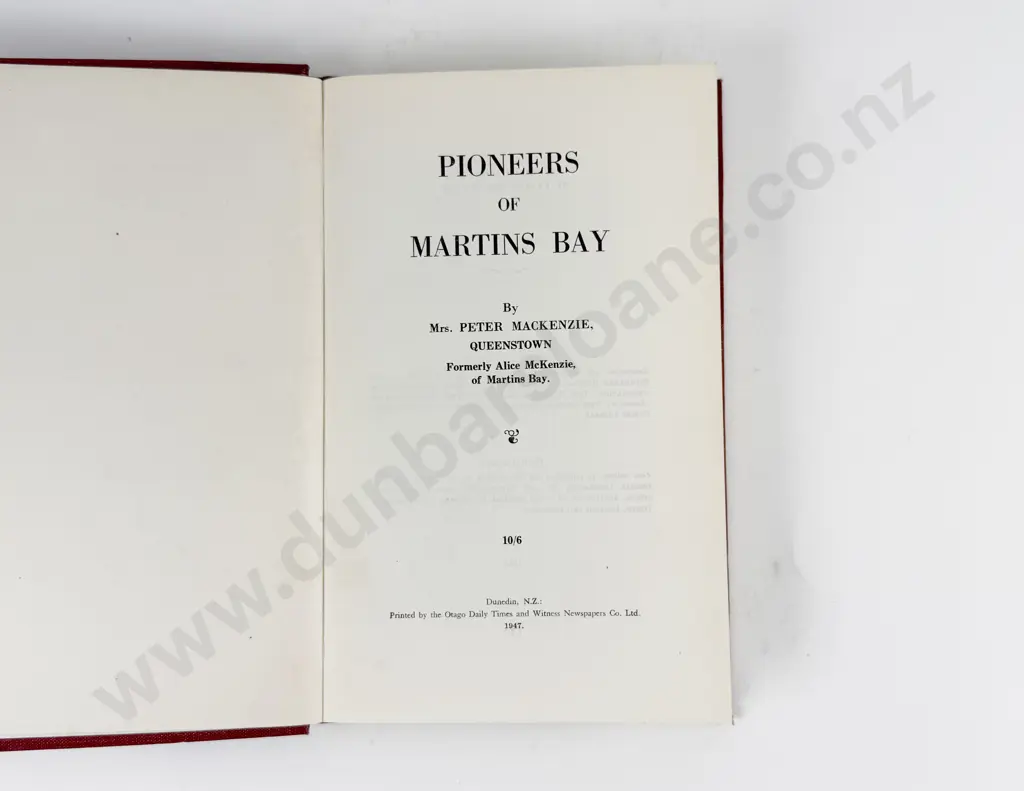 PIONEERS
OF
MARTINS BAY
By
Mrs. PETER MACKENZIE,
QUEENSTOWN
Formerly Alice McKenzie,
of Martins Bay.
10/6
Dunedin, N.Z.:
Printed by the Otago Daily Times and Witness Newspapers Co. Ltd.
1947.
www.dunbarsloane.co.nz